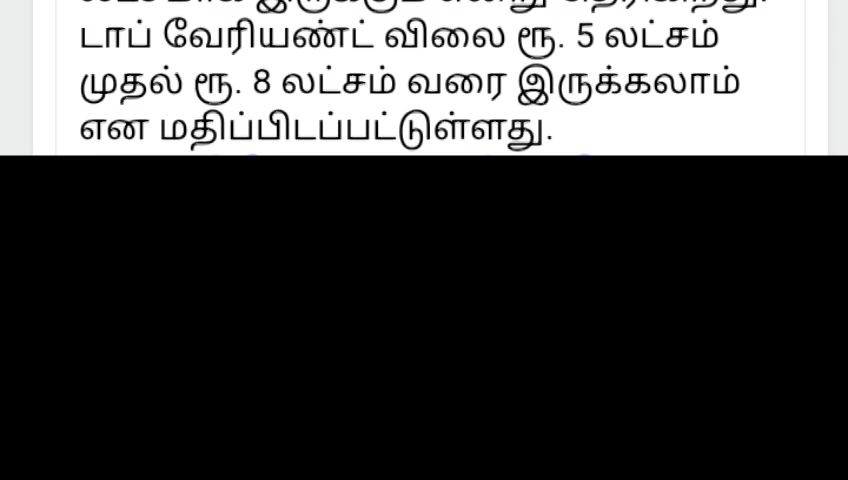 டாப் வேரியண்ட் விலை ரூ. 5 லட்சம்
முதல் ரூ. 8 லட்சம் வரை இருக்கலாம்
என மதிப்பிடப்பட்டுள்ளது.